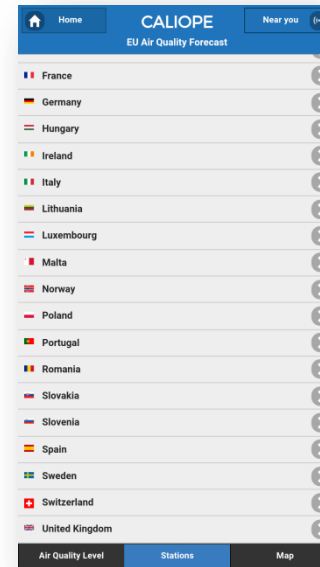 Home
CALIOPE
Near you
EU Air Quality Forecast
France
Germany
Hungary
Ireland
Italy
Lithuania
Luxembourg
Malta
Norway
Poland
Portugal
Romania
Slovakia
Slovenia
Spain
Sweden
Switzerland
United Kingdom
Air Quality Level
Stations
Map